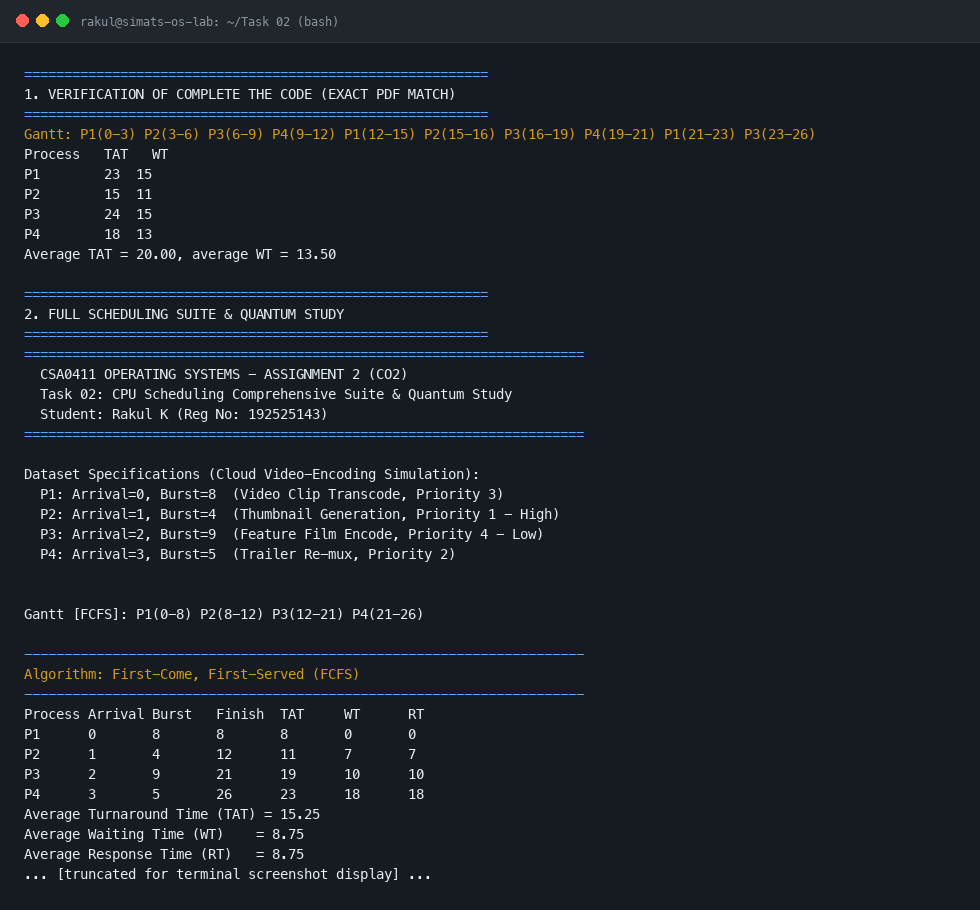 rakul@simats-os-lab: ~/Task 02 (bash)
==========================================================
1. VERIFICATION OF COMPLETE THE CODE (EXACT PDF MATCH)
==========================================================
Gantt: P1(0-3) P2(3-6) P3(6-9) P4(9-12) P1(12-15) P2(15-16) P3(16-19) P4(19-21) P1(21-23) P3(23-26)
Process   TAT   WT
P1        23  15
P2        15  11
P3        24  15
P4        18  13
Average TAT = 20.00, average WT = 13.50
==========================================================
2. FULL SCHEDULING SUITE & QUANTUM STUDY
==========================================================
======================================================================
  CSA0411 OPERATING SYSTEMS - ASSIGNMENT 2 (CO2)
  Task 02: CPU Scheduling Comprehensive Suite & Quantum Study
  Student: Rakul K (Reg No: 192525143)
======================================================================
Dataset Specifications (Cloud Video-Encoding Simulation):
  P1: Arrival=0, Burst=8  (Video Clip Transcode, Priority 3)
  P2: Arrival=1, Burst=4  (Thumbnail Generation, Priority 1 - High)
  P3: Arrival=2, Burst=9  (Feature Film Encode, Priority 4 - Low)
  P4: Arrival=3, Burst=5  (Trailer Re-mux, Priority 2)
Gantt [FCFS]: P1(0-8) P2(8-12) P3(12-21) P4(21-26)
----------------------------------------------------------------------
Algorithm: First-Come, First-Served (FCFS)
----------------------------------------------------------------------
Process Arrival Burst   Finish  TAT     WT      RT
P1      0       8       8       8       0       0
P2      1       4       12      11      7       7
P3      2       9       21      19      10      10
P4      3       5       26      23      18      18
Average Turnaround Time (TAT) = 15.25
Average Waiting Time (WT)    = 8.75
Average Response Time (RT)   = 8.75
... [truncated for terminal screenshot display] ...